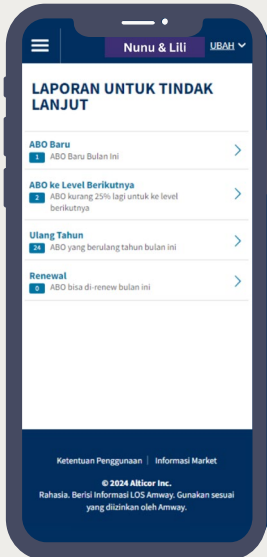 Nunu & Lili
UBAH
LAPORAN UNTUK TINDAK
LANJUT
ABO Baru
1 ABO Baru Bulan Ini
ABO ke Level Berikutnya
2 ABO kurang 25% lagi untuk ke level
berikutnya
Ulang Tahun
24 ABO yang berulang tahun bulan ini
Renewal
0 ABO bisa di-renew bulan ini
Ketentuan Penggunaan | Informasi Market
© 2024 Alticor Inc.
Rahasia. Berisi Informasi LOS Amway. Gunakan sesuai
yang diizinkan oleh Amway.